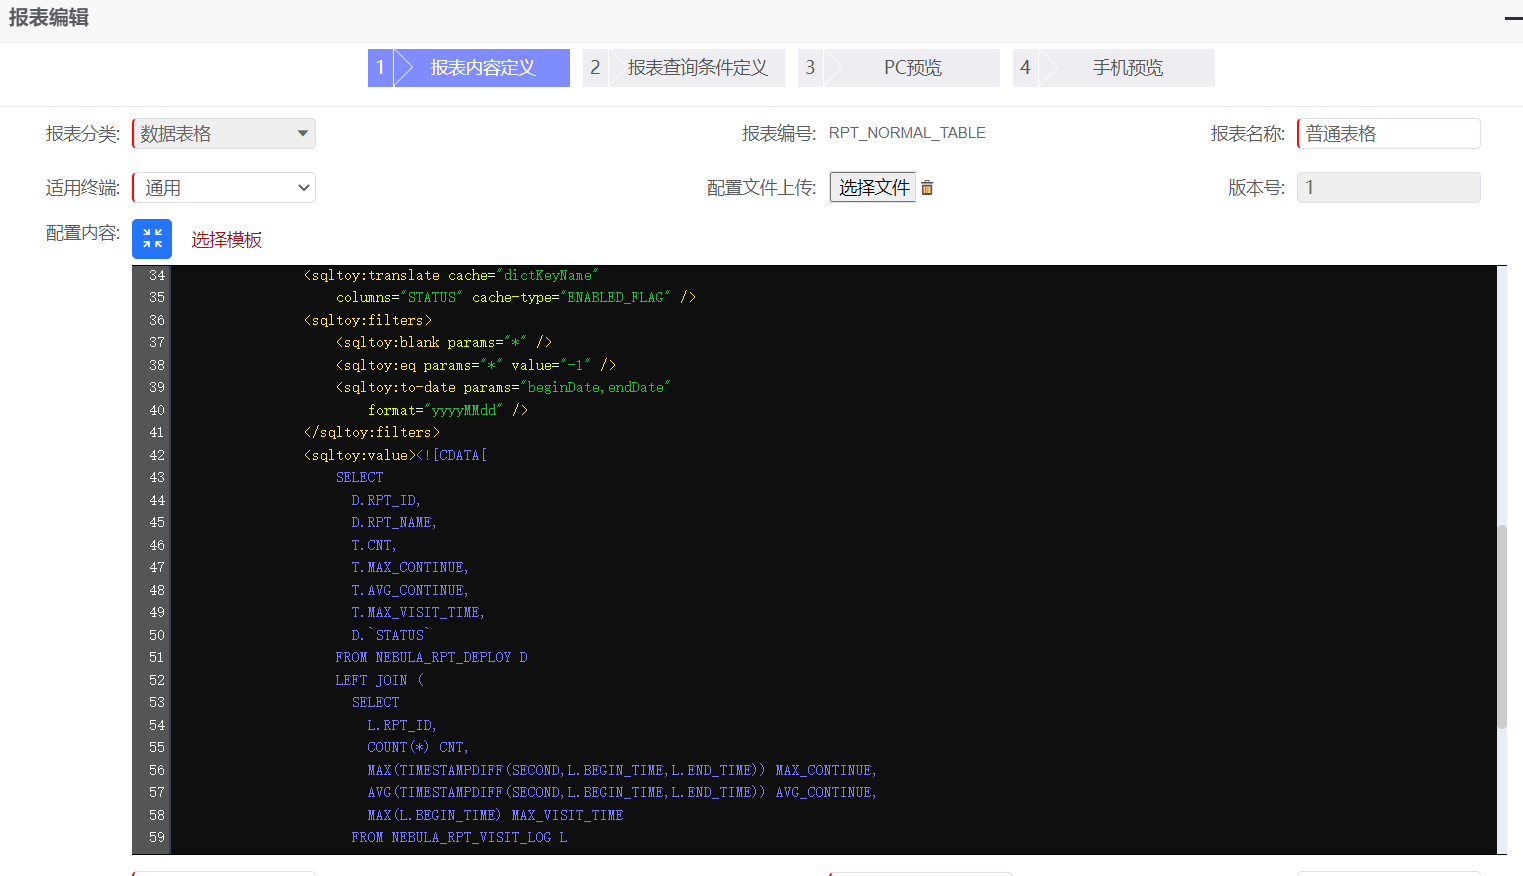 报表编辑
1 报表内容定义 2 报表查询条件定义 3 PC预览 4 手机预览
报表分类: 数据表格 报表编号: RPT_NORMAL_TABLE 报表名称: 普通表格
适用终端: 通用 配置文件上传: 选择文件 版本号: 1
配置内容: 选择模板
34 <sqltoy:translate cache="dictKeyName"
35 columns="STATUS" cache-type="ENABLED_FLAG" />
36 <sqltoy:filters>
37 <sqltoy:blank params="*" />
38 <sqltoy:eq params="*" value="-1" />
39 <sqltoy:to-date params="beginDate,endDate"
40 format="yyyyMMdd" />
41 </sqltoy:filters>
42 <sqltoy:value><![CDATA[
43 SELECT
44 D.RPT_ID,
45 D.RPT_NAME,
46 T.CNT,
47 T.MAX_CONTINUE,
48 T.AVG_CONTINUE,
49 T.MAX_VISIT_TIME,
50 D.`STATUS`
51 FROM NEBULA_RPT_DEPLOY D
52 LEFT JOIN (
53 SELECT
54 L.RPT_ID,
55 COUNT(*) CNT,
56 MAX(TIMESTAMPDIFF(SECOND,L.BEGIN_TIME,L.END_TIME)) MAX_CONTINUE,
57 AVG(TIMESTAMPDIFF(SECOND,L.BEGIN_TIME,L.END_TIME)) AVG_CONTINUE,
58 MAX(L.BEGIN_TIME) MAX_VISIT_TIME
59 FROM NEBULA_RPT_VISIT_LOG L